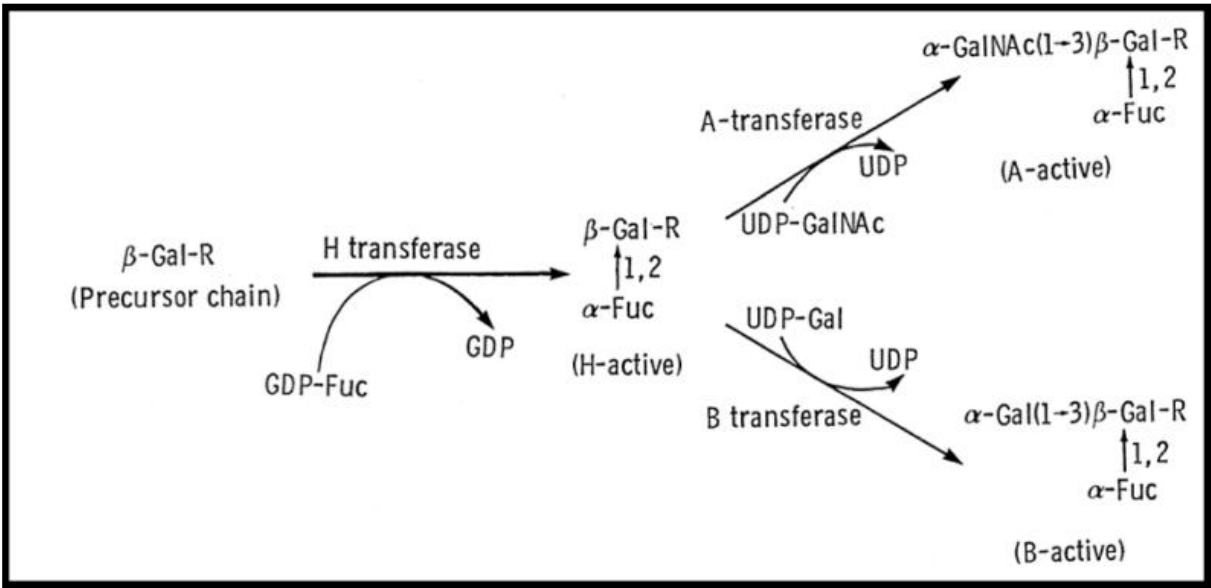 α-GalNAc(1→3)β-Gal-R
↑1,2
α-Fuc
(A-active)
A-transferase
UDP
UDP-GalNAc
β-Gal-R
(Precursor chain)
H transferase
GDP-Fuc
GDP
β-Gal-R
↑1,2
α-Fuc
(H-active)
UDP-Gal
UDP
B transferase
α-Gal(1→3)β-Gal-R
↑1,2
α-Fuc
(B-active)